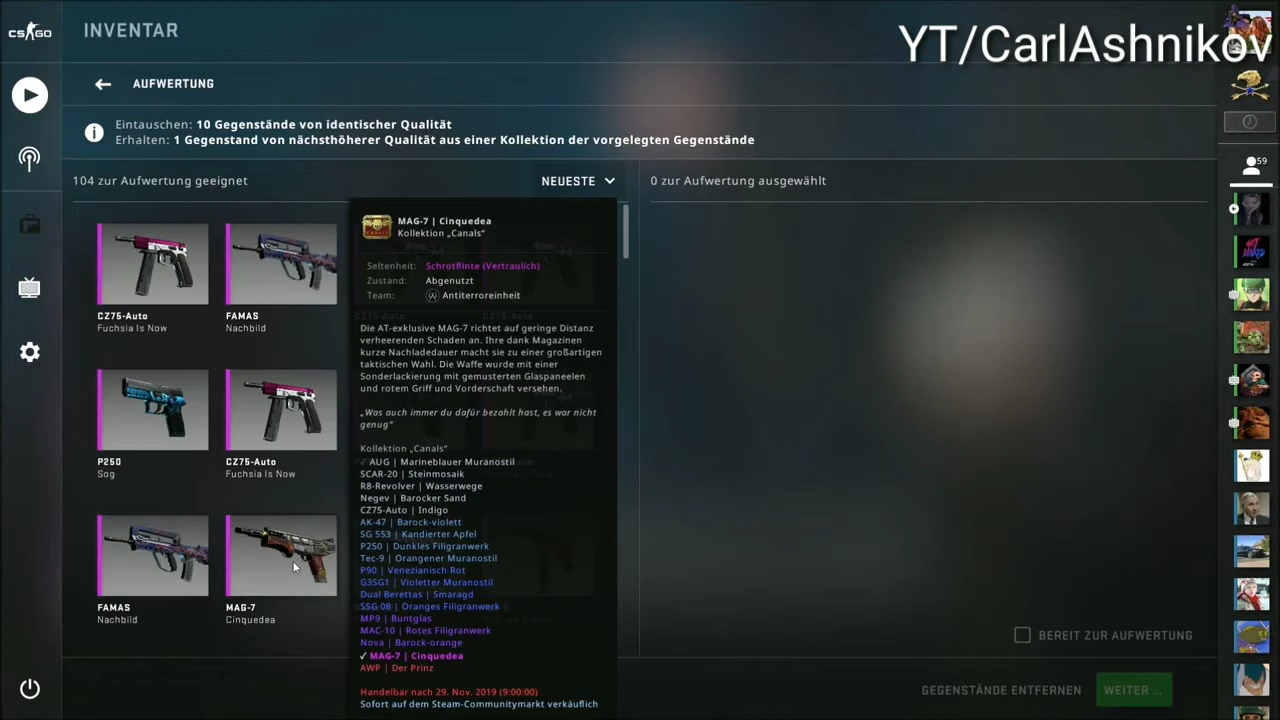 CS:GO
INVENTAR
YT/CarlAshnikov
AUFWERTUNG
Eintauschen: 10 Gegenstände von identischer Qualität
Erhalten: 1 Gegenstand von nächsthöherer Qualität aus einer Kollektion der vorgelegten Gegenstände
59
104 zur Aufwertung geeignet
NEUESTE
0 zur Aufwertung ausgewählt
CZ75-Auto
Fuchsia Is Now
FAMAS
Nachbild
P250
Sog
CZ75-Auto
Fuchsia Is Now
FAMAS
Nachbild
MAG-7
Cinquedea
MAG-7 | Cinquedea
Kollektion „Canals“
Seltenheit: Schrotflinte (Vertraulich)
Zustand: Abgenutzt
Team: Antiterroreinheit
Die AT-exklusive MAG-7 richtet auf geringe Distanz
verheerenden Schaden an. Ihre dank Magazinen
kurze Nachladedauer macht sie zu einer großartigen
taktischen Wahl. Die Waffe wurde mit einer
Sonderlackierung mit gemusterten Glaspaneelen
und rotem Griff und Vorderschaft versehen.
„Was auch immer du dafür bezahlt hast, es war nicht
genug“
Kollektion „Canals“
✓ AUG | Marineblauer Muranostil
SCAR-20 | Steinmosaik
R8-Revolver | Wasserwege
Negev | Barocker Sand
CZ75-Auto | Indigo
AK-47 | Barock-violett
SG 553 | Kandierter Apfel
P250 | Dunkles Filigranwerk
Tec-9 | Orangener Muranostil
P90 | Venezianisch Rot
G3SG1 | Violetter Muranostil
Dual Berettas | Smaragd
SSG 08 | Oranges Filigranwerk
MP9 | Buntglas
MAC-10 | Rotes Filigranwerk
Nova | Barock-orange
✓ MAG-7 | Cinquedea
AWP | Der Prinz
Handelbar nach 29. Nov. 2019 (9:00:00)
Sofort auf dem Steam-Communitymarkt verkäuflich
BEREIT ZUR AUFWERTUNG
GEGENSTÄNDE ENTFERNEN
WEITER ...